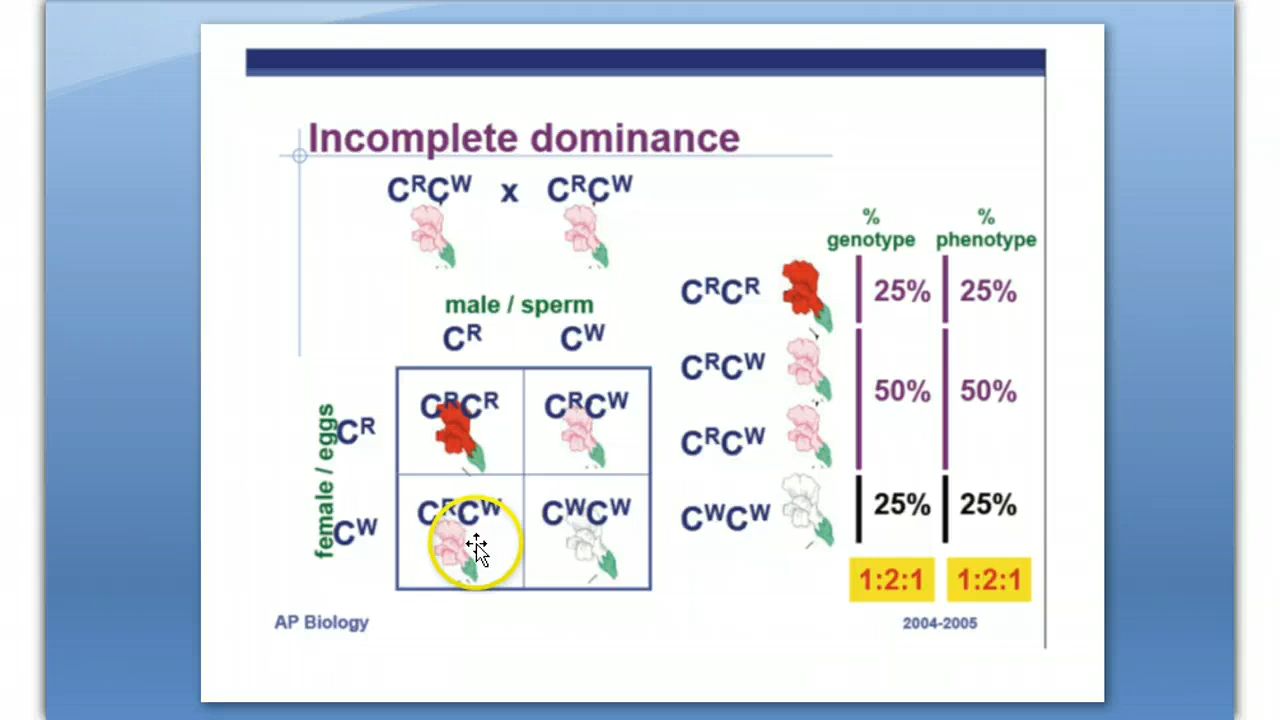 Incomplete dominance
CᴿCᵂ x CᴿCᵂ
male / sperm
Cᴿ Cᵂ
female / eggs
Cᴿ
Cᵂ
CᴿCᴿ CᴿCᵂ
CᴿCᵂ CᵂCᵂ
% genotype
% phenotype
CᴿCᴿ 25% 25%
CᴿCᵂ
50% 50%
CᴿCᵂ
CᵂCᵂ 25% 25%
1:2:1 1:2:1
AP Biology
2004-2005